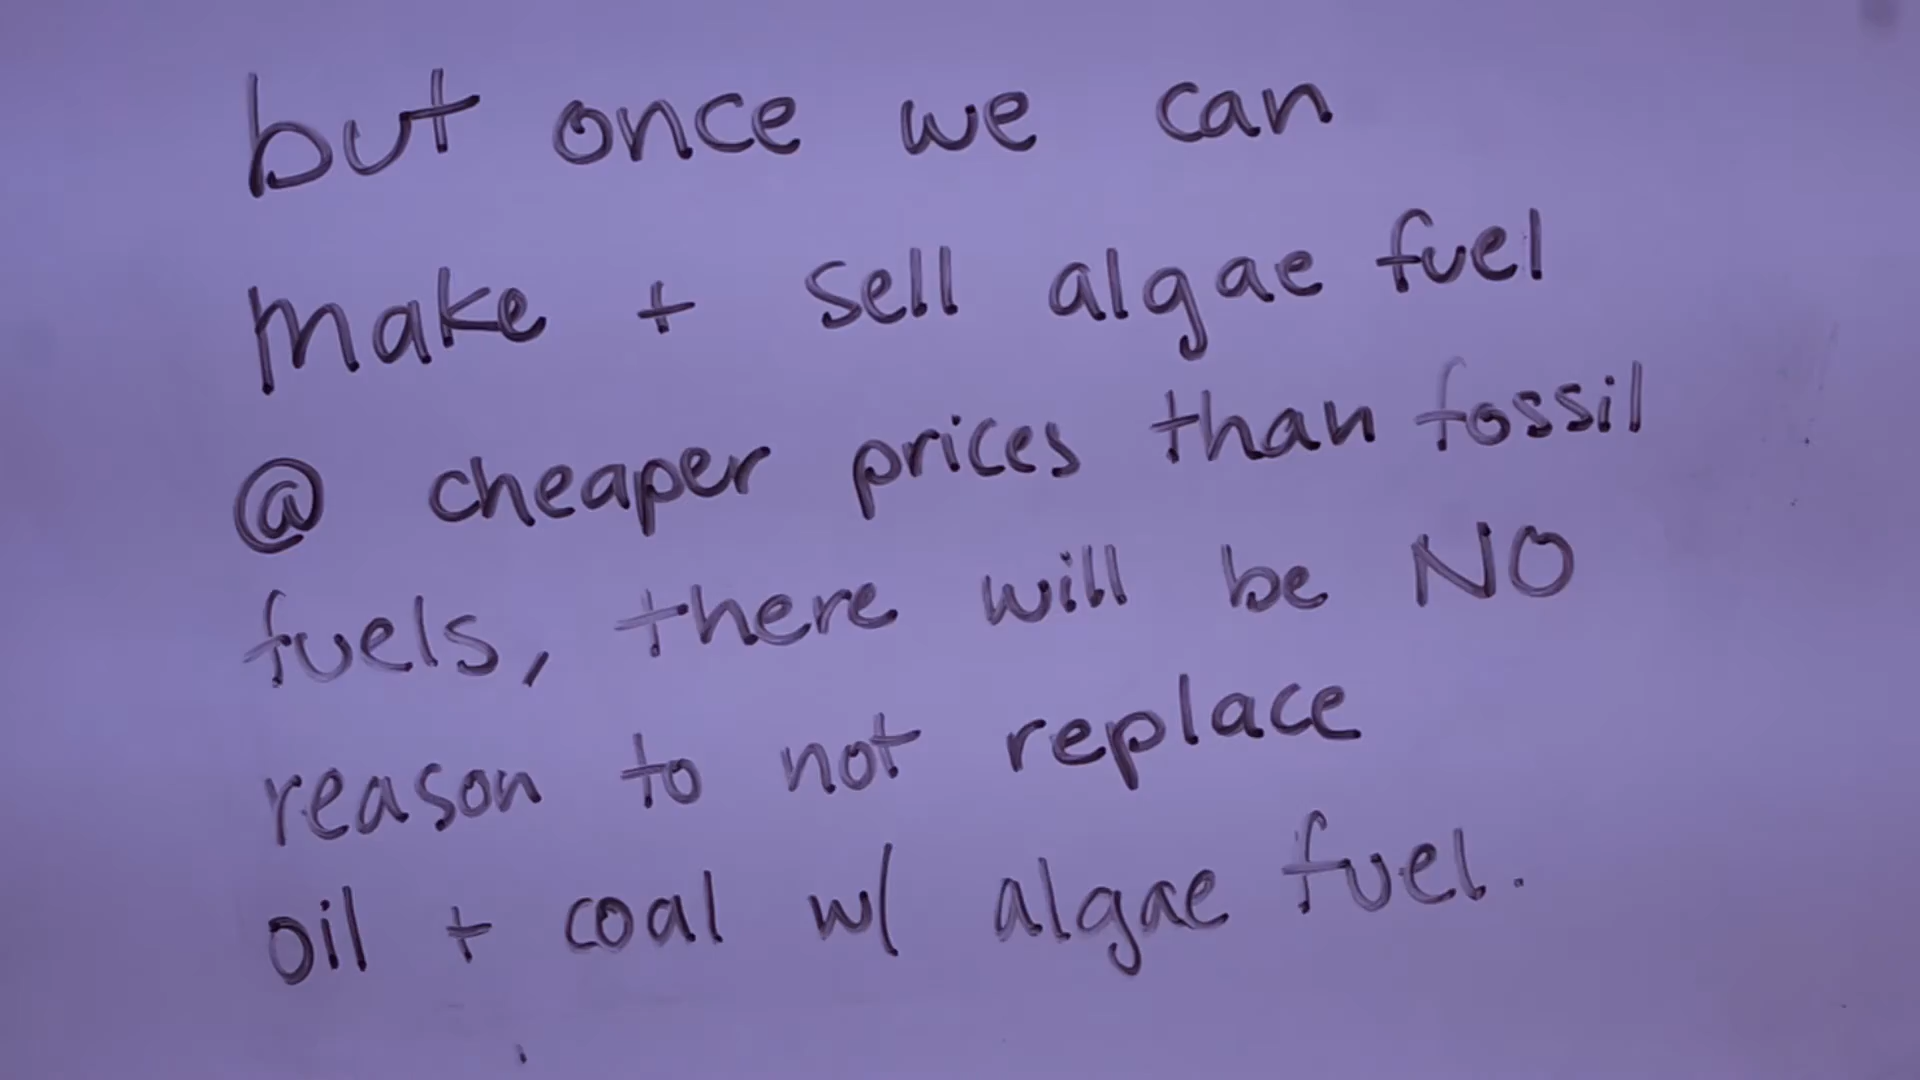 but once we can
make + sell algae fuel
@ cheaper prices than fossil
fuels, there will be NO
reason to not replace
oil + coal w/ algae fuel.